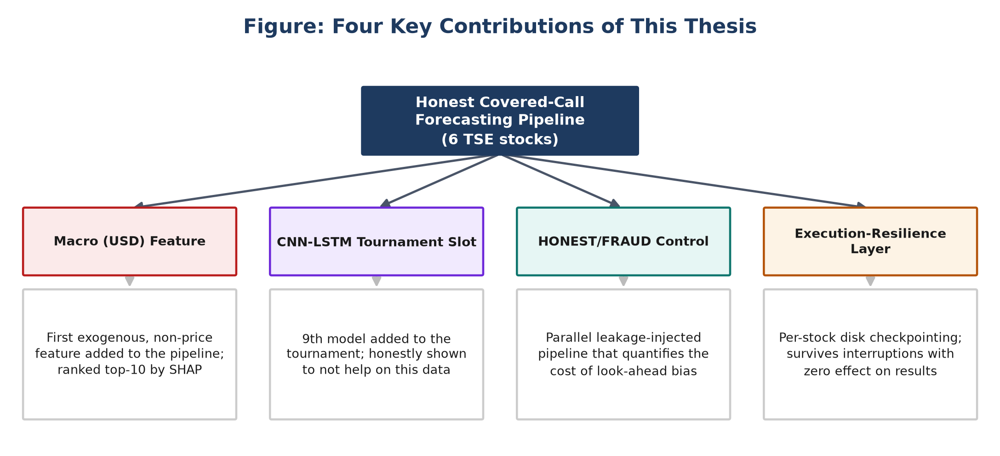 Figure: Four Key Contributions of This Thesis
Honest Covered-Call
Forecasting Pipeline
(6 TSE stocks)
Macro (USD) Feature
CNN-LSTM Tournament Slot
HONEST/FRAUD Control
Execution-Resilience
Layer
First exogenous, non-price
feature added to the pipeline;
ranked top-10 by SHAP
9th model added to the
tournament; honestly shown
to not help on this data
Parallel leakage-injected
pipeline that quantifies the
cost of look-ahead bias
Per-stock disk checkpointing;
survives interruptions with
zero effect on results